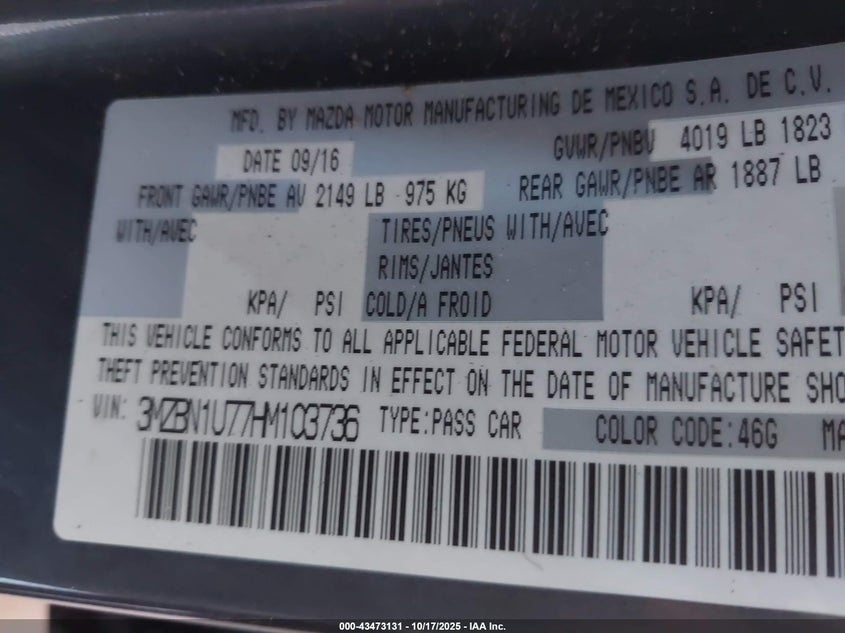 MFD. BY MAZDA MOTOR MANUFACTURING DE MEXICO S.A. DE C.V.
DATE 09/16 GVWR/PNBV 4019 LB 1823
FRONT GAWR/PNBE AV 2149 LB 975 KG REAR GAWR/PNBE AR 1887 LB
WITH/AVEC TIRES/PNEUS WITH/AVEC
RIMS/JANTES
KPA/ PSI COLD/A FROID KPA/ PSI
THIS VEHICLE CONFORMS TO ALL APPLICABLE FEDERAL MOTOR VEHICLE SAFET
THEFT PREVENTION STANDARDS IN EFFECT ON THE DATE OF MANUFACTURE SHO
VIN: 3MZBN1U77HM103736 TYPE:PASS CAR COLOR CODE:46G MA
000-43473131 - 10/17/2025 - IAA Inc.